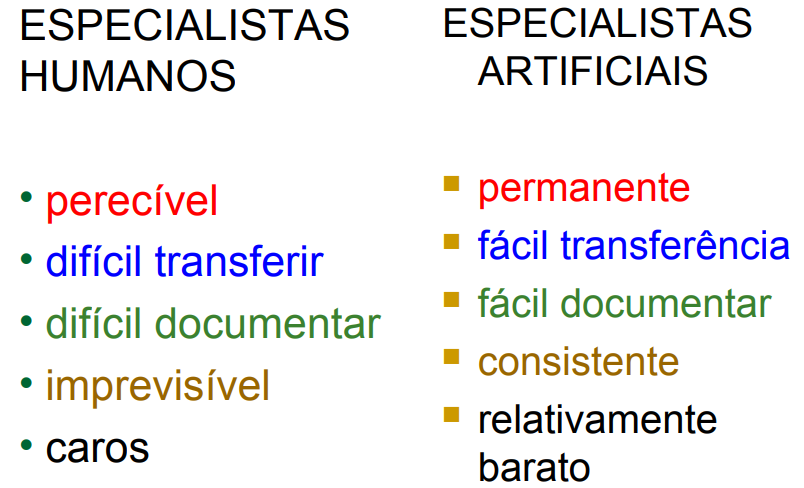 ESPECIALISTAS
HUMANOS
• perecível
• difícil transferir
• difícil documentar
• imprevisível
• caros
ESPECIALISTAS
ARTIFICIAIS
▪ permanente
▪ fácil transferência
▪ fácil documentar
▪ consistente
▪ relativamente
barato